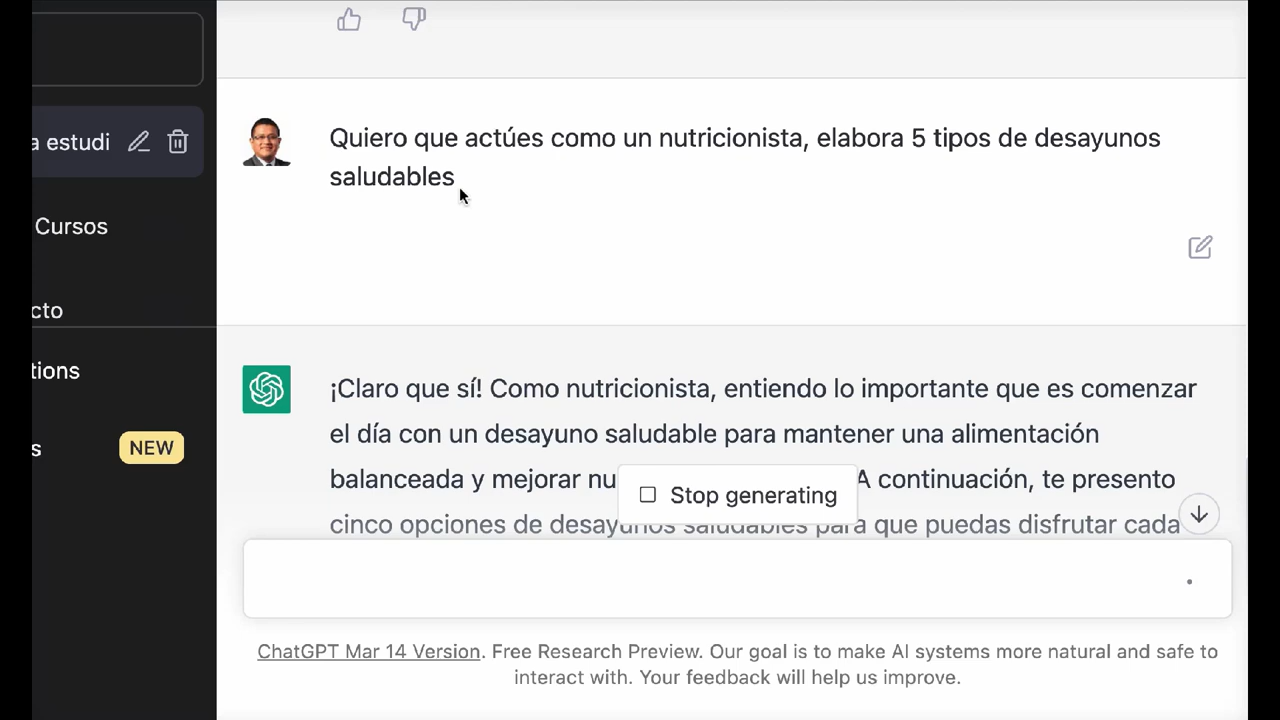 a estudi
Cursos
cto
tions
s
NEW
Quiero que actúes como un nutricionista, elabora 5 tipos de desayunos
saludables
¡Claro que sí! Como nutricionista, entiendo lo importante que es comenzar
el día con un desayuno saludable para mantener una alimentación
balanceada y mejorar nu A continuación, te presento
Stop generating
cinco opciones de desayunos saludables para que puedas disfrutar cada
ChatGPT Mar 14 Version. Free Research Preview. Our goal is to make AI systems more natural and safe to
interact with. Your feedback will help us improve.